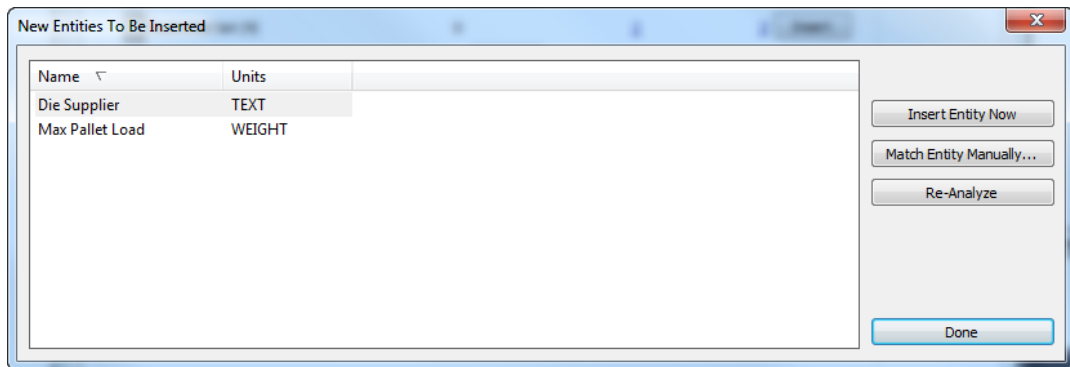 New Entities To Be Inserted
Name Units
Die Supplier TEXT
Max Pallet Load WEIGHT
Insert Entity Now
Match Entity Manually...
Re-Analyze
Done